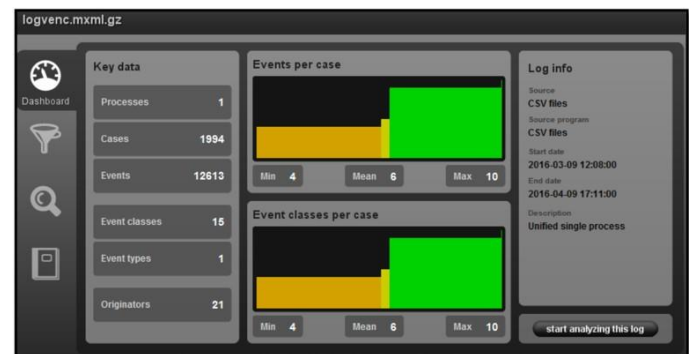 logvenc.mxml.gz
Dashboard
Key data
Processes 1
Cases 1994
Events 12613
Event classes 15
Event types 1
Originators 21
Events per case
Min 4 Mean 6 Max 10
Event classes per case
Min 4 Mean 6 Max 10
Log info
Source
CSV files
Source program
CSV files
Start date
2016-03-09 12:08:00
End date
2016-04-09 17:11:00
Description
Unified single process
start analyzing this log